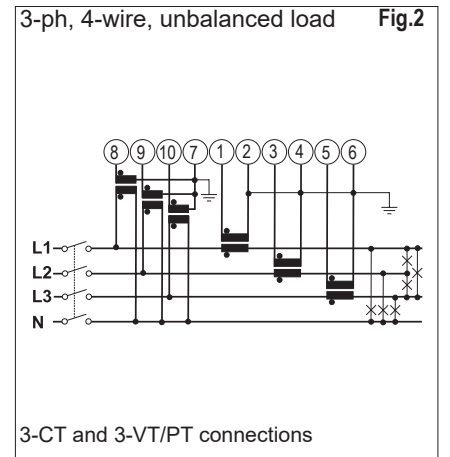 3-ph, 4-wire, unbalanced load Fig.2
8 9 10 7 1 2 3 4 5 6
L1
L2
L3
N
3-CT and 3-VT/PT connections